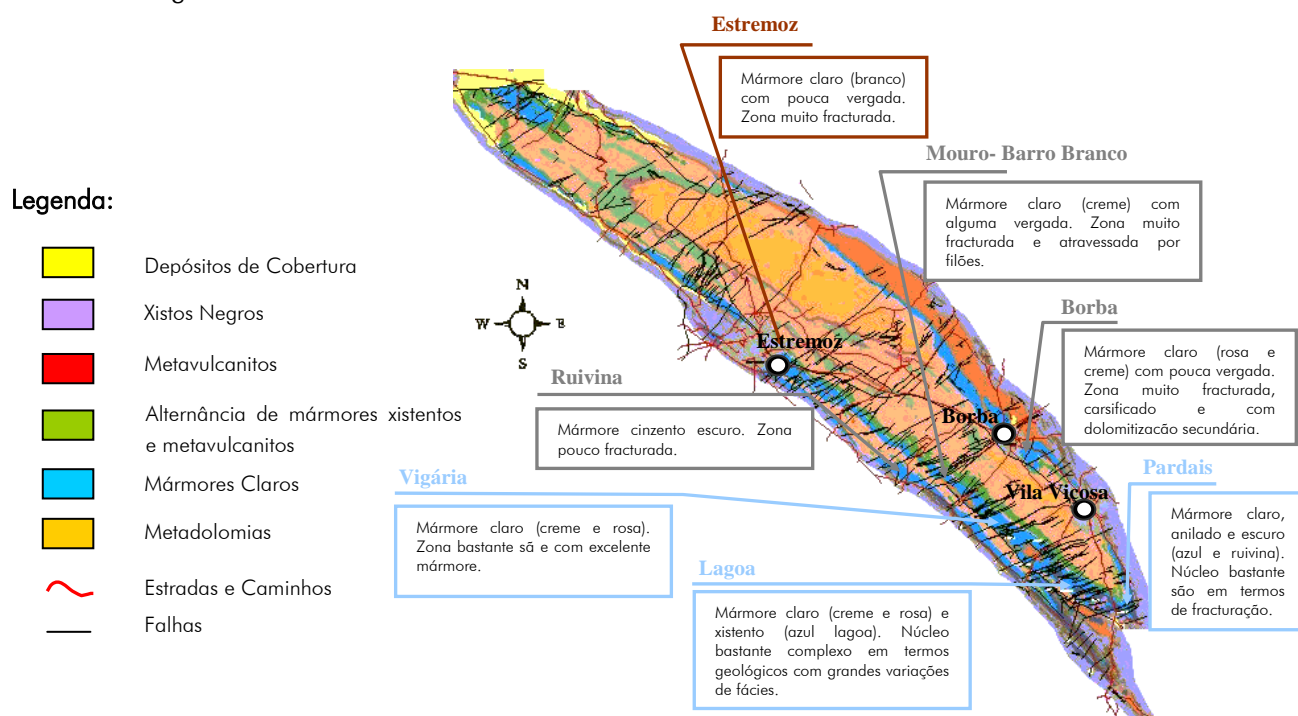 Estremoz
Mármore claro (branco)
com pouca vergada.
Zona muito fracturada.
Mouro- Barro Branco
Mármore claro (creme) com
alguma vergada. Zona muito
fracturada e atravessada por
filões.
Legenda:
Depósitos de Cobertura
Xistos Negros
Metavulcanitos
Alternância de mármores xistentos
e metavulcanitos
Mármores Claros
Metadolomias
Estradas e Caminhos
Falhas
N
W E
S
Estremoz
Borba
Mármore claro (rosa e
creme) com pouca vergada.
Zona muito fracturada,
carsificado e com
dolomitizacão secundária.
Ruivina
Mármore cinzento escuro. Zona
pouco fracturada.
Borba
Vila Viçosa
Vigária
Mármore claro (creme e rosa).
Zona bastante sã e com excelente
mármore.
Pardais
Mármore claro,
anilado e escuro
(azul e ruivina).
Núcleo bastante
são em termos
de fracturação.
Lagoa
Mármore claro (creme e rosa) e
xistento (azul lagoa). Núcleo
bastante complexo em termos
geológicos com grandes variações
de fácies.